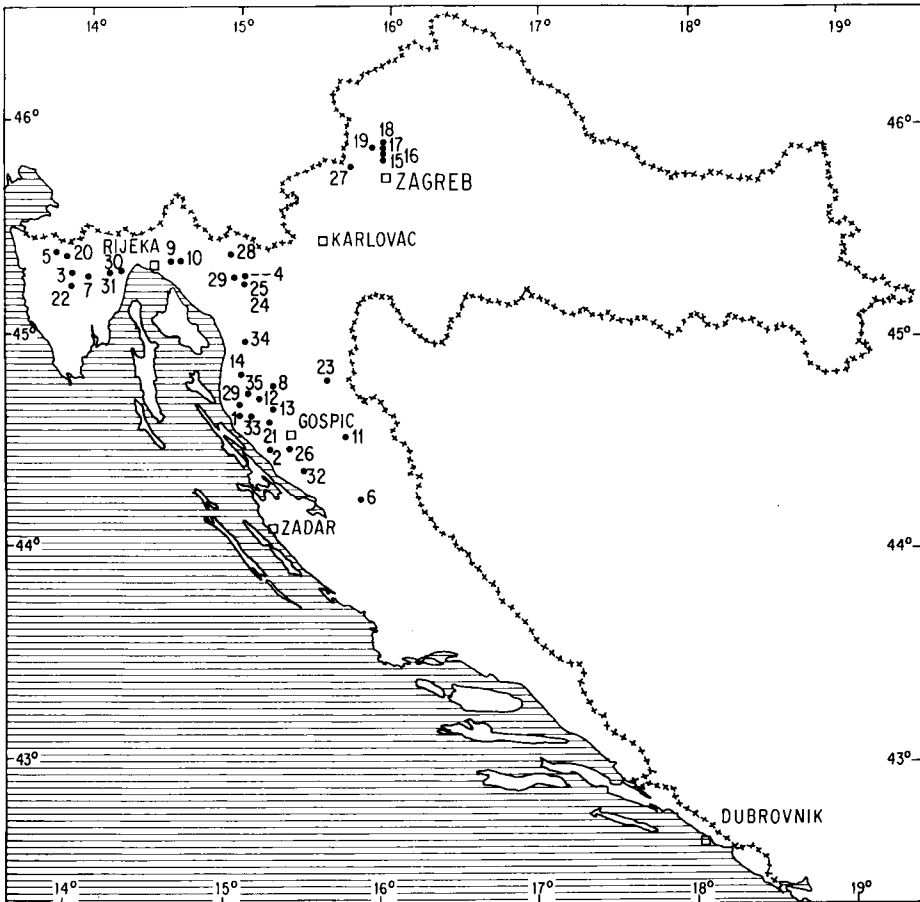 14° 15° 16° 17° 18° 19°
46° 46°
18
19 17
16
15
27 ZAGREB
KARLOVAC
RIJEKA 9 28
5 20 10
30
3 29 4
31 25
22 7 24
45° 45°
34
14 23
35 8
29 12
13
1 33 GOSPIC
21 11
2 26
32
6
ZADAR
44° 44°
43° 43°
DUBROVNIK
14° 15° 16° 17° 18° 19°